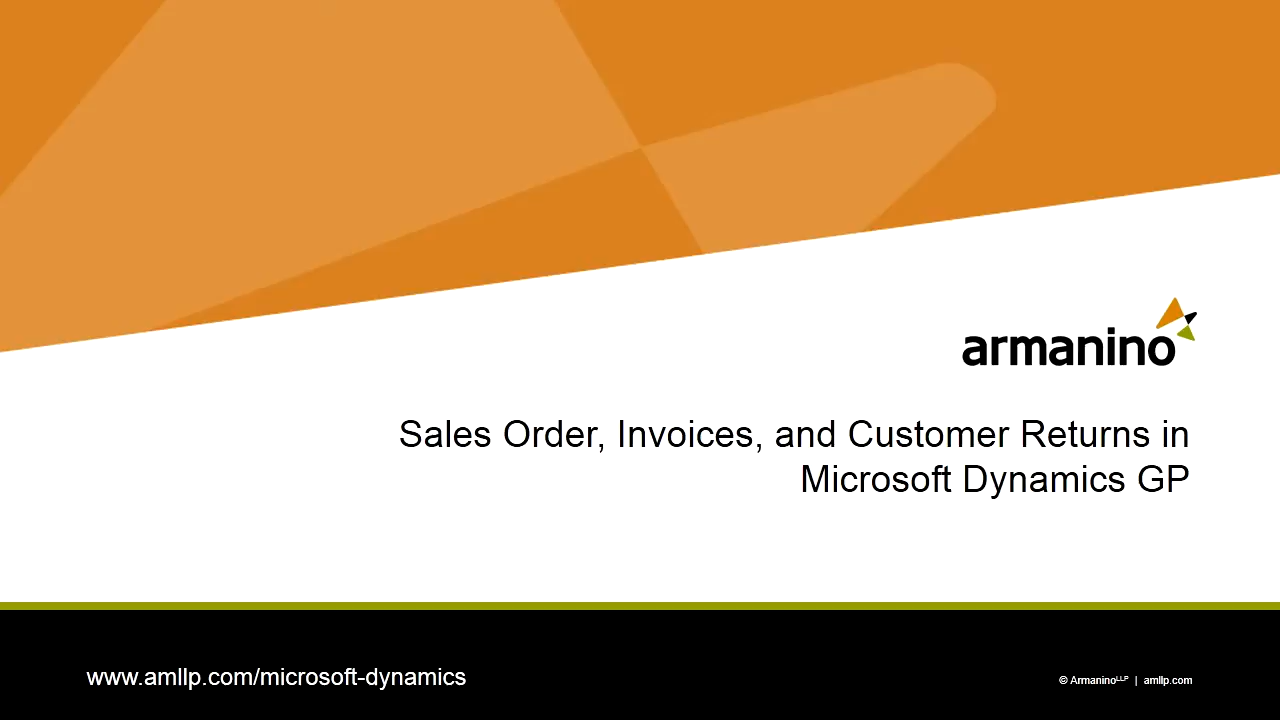 armanino
Sales Order, Invoices, and Customer Returns in
Microsoft Dynamics GP
www.amllp.com/microsoft-dynamics
© Armanino LLP | amllp.com